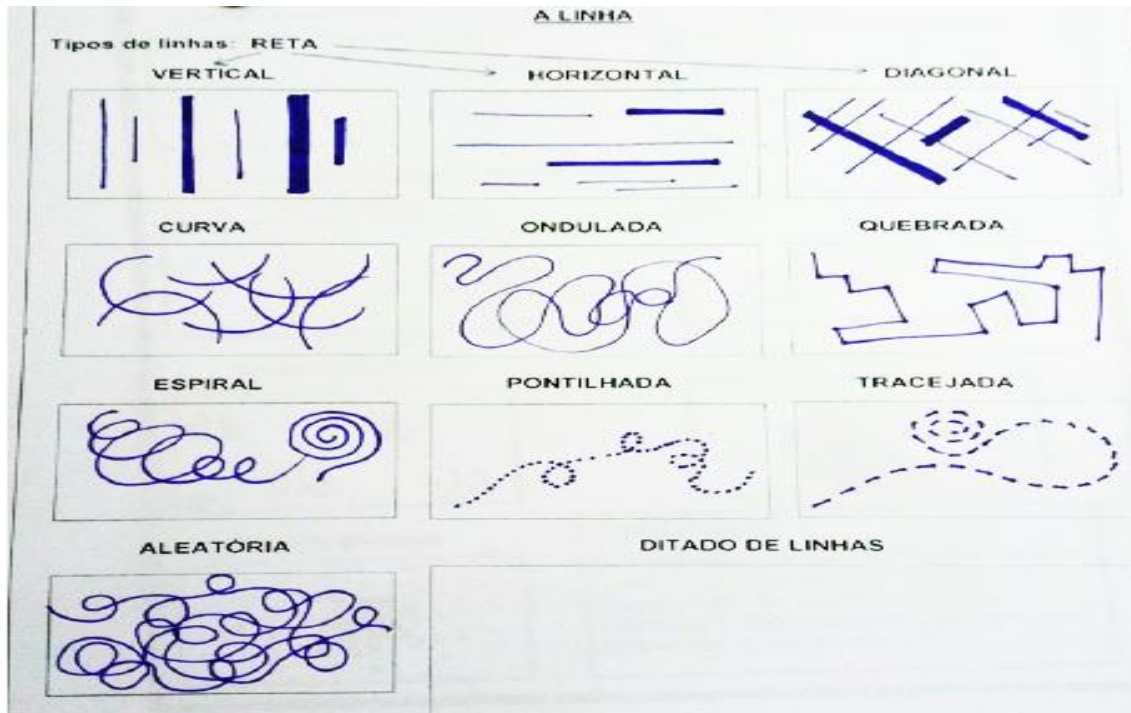 A LINHA
Tipos de linhas: RETA
VERTICAL HORIZONTAL DIAGONAL
CURVA ONDULADA QUEBRADA
ESPIRAL PONTILHADA TRACEJADA
ALEATÓRIA DITADO DE LINHAS